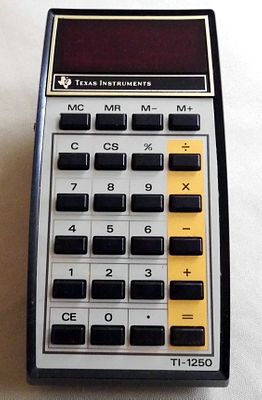 TEXAS INSTRUMENTS
MC MR M− M+
C CS % ÷
7 8 9 ×
4 5 6 −
1 2 3 +
CE 0 · =
TI-1250